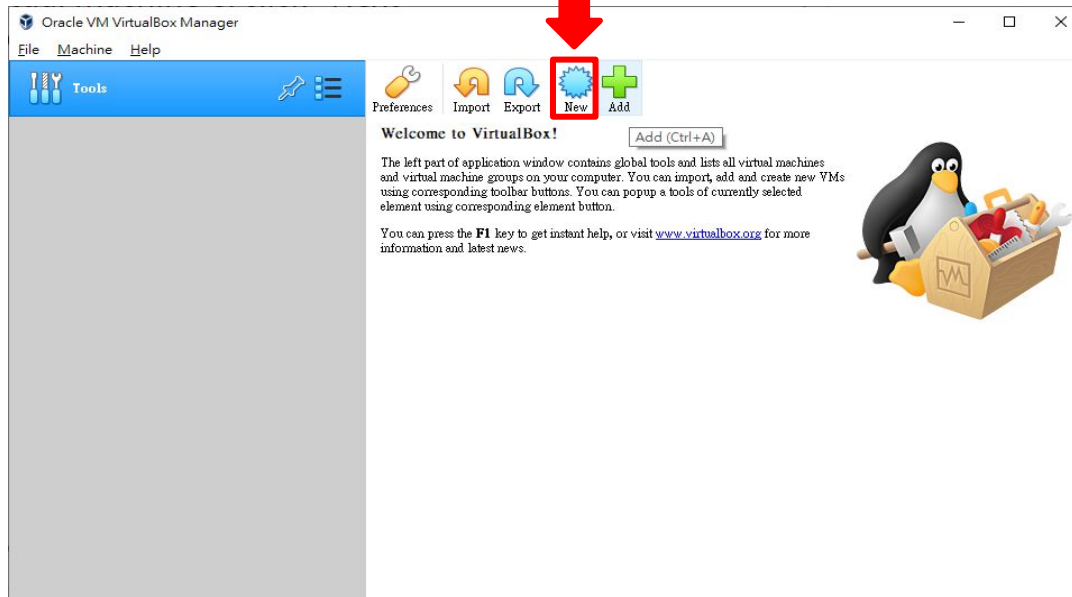 Oracle VM VirtualBox Manager
File Machine Help
Tools
Preferences Import Export New Add
Welcome to VirtualBox!
Add (Ctrl+A)
The left part of application window contains global tools and lists all virtual machines
and virtual machine groups on your computer. You can import, add and create new VMs
using corresponding toolbar buttons. You can popup a tools of currently selected
element using corresponding element button.
You can press the F1 key to get instant help, or visit www.virtualbox.org for more
information and latest news.